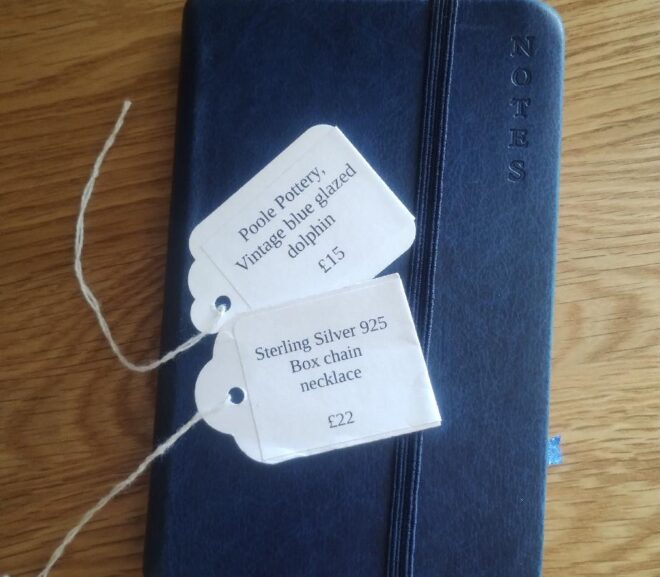 NOTES
Poole Pottery,
Vintage blue glazed
dolphin
£15
Sterling Silver 925
Box chain
necklace
£22